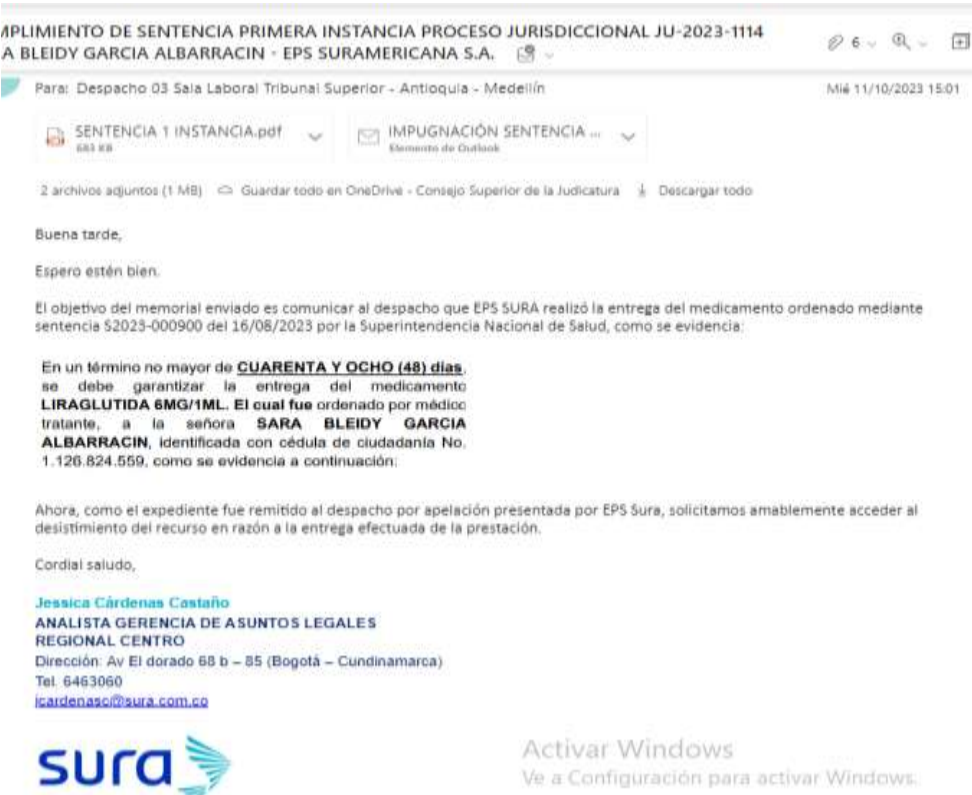 MPLIMIENTO DE SENTENCIA PRIMERA INSTANCIA PROCESO JURISDICCIONAL JU-2023-1114
A BLEIDY GARCIA ALBARRACIN - EPS SURAMERICANA S.A.
6
Para: Despacho 03 Sala Laboral Tribunal Superior - Antioquia - Medellín
Mié 11/10/2023 15:01
SENTENCIA 1 INSTANCIA.pdf
683 KB
IMPUGNACIÓN SENTENCIA ...
Elemento de Outlook
2 archivos adjuntos (1 MB) Guardar todo en OneDrive - Consejo Superior de la Judicatura Descargar todo
Buena tarde,
Espero estén bien.
El objetivo del memorial enviado es comunicar al despacho que EPS SURA realizó la entrega del medicamento ordenado mediante
sentencia S2023-000900 del 16/08/2023 por la Superintendencia Nacional de Salud, como se evidencia:
En un término no mayor de CUARENTA Y OCHO (48) días,
se debe garantizar la entrega del medicamento
LIRAGLUTIDA 6MG/1ML. El cual fue ordenado por médico
tratante, a la señora SARA BLEIDY GARCIA
ALBARRACIN, identificada con cédula de ciudadanía No.
1.126.824.559, como se evidencia a continuación:
Ahora, como el expediente fue remitido al despacho por apelación presentada por EPS Sura, solicitamos amablemente acceder al
desistimiento del recurso en razón a la entrega efectuada de la prestación.
Cordial saludo,
Jessica Cárdenas Castaño
ANALISTA GERENCIA DE ASUNTOS LEGALES
REGIONAL CENTRO
Dirección: Av El dorado 68 b – 85 (Bogotá – Cundinamarca)
Tel. 6463060
jcardenasc@sura.com.co
sura
Activar Windows
Ve a Configuración para activar Windows.